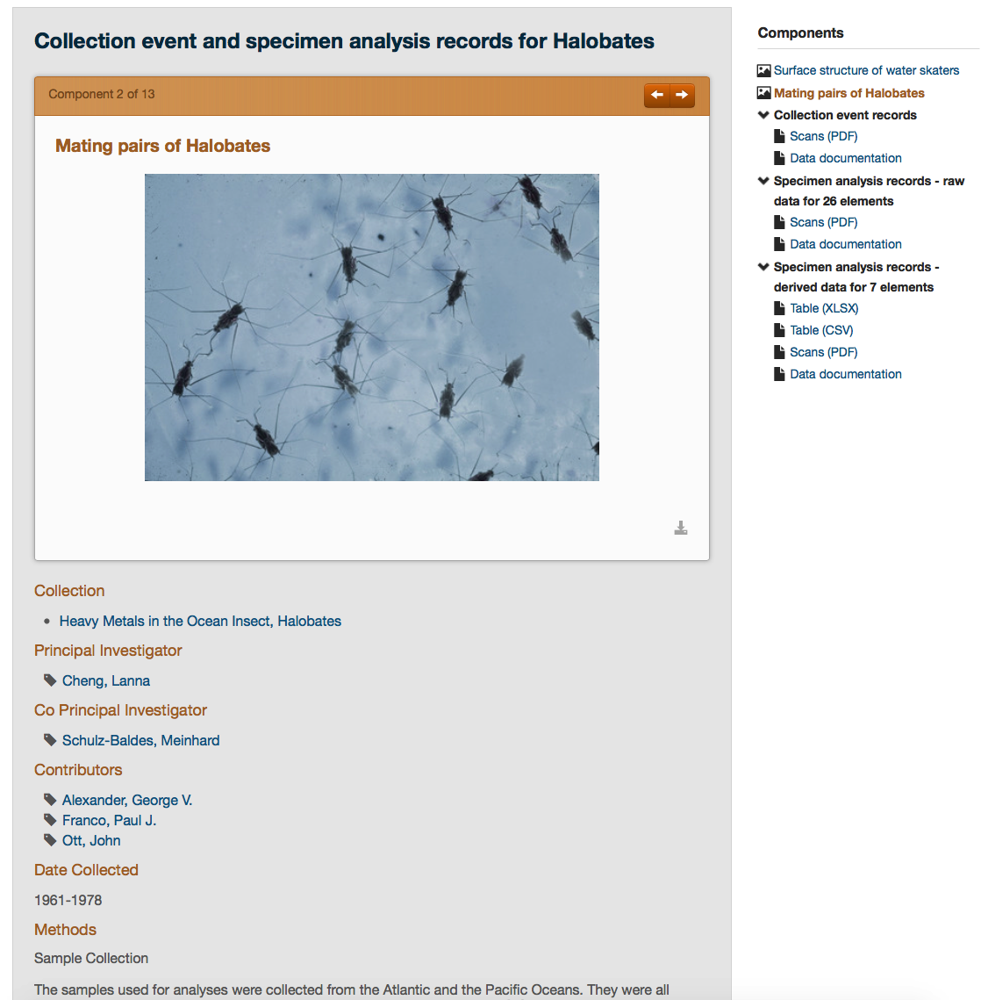 Collection event and specimen analysis records for Halobates
Component 2 of 13
Mating pairs of Halobates
Collection
Heavy Metals in the Ocean Insect, Halobates
Principal Investigator
Cheng, Lanna
Co Principal Investigator
Schulz-Baldes, Meinhard
Contributors
Alexander, George V.
Franco, Paul J.
Ott, John
Date Collected
1961-1978
Methods
Sample Collection
The samples used for analyses were collected from the Atlantic and the Pacific Oceans. They were all
Components
Surface structure of water skaters
Mating pairs of Halobates
Collection event records
Scans (PDF)
Data documentation
Specimen analysis records - raw
data for 26 elements
Scans (PDF)
Data documentation
Specimen analysis records -
derived data for 7 elements
Table (XLSX)
Table (CSV)
Scans (PDF)
Data documentation